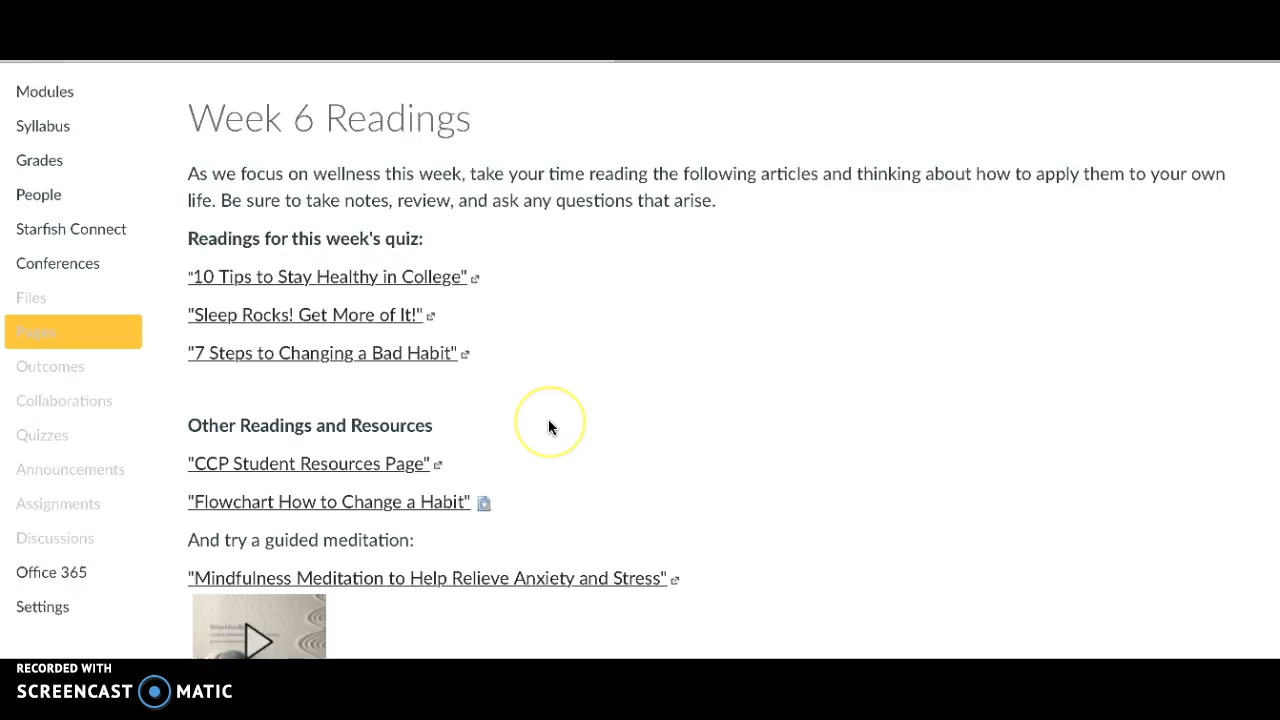 Modules
Syllabus
Grades
People
Starfish Connect
Conferences
Files
Pages
Outcomes
Collaborations
Quizzes
Announcements
Assignments
Discussions
Office 365
Settings
Week 6 Readings
As we focus on wellness this week, take your time reading the following articles and thinking about how to apply them to your own
life. Be sure to take notes, review, and ask any questions that arise.
Readings for this week's quiz:
"10 Tips to Stay Healthy in College"
"Sleep Rocks! Get More of It!"
"7 Steps to Changing a Bad Habit"
Other Readings and Resources
"CCP Student Resources Page"
"Flowchart How to Change a Habit"
And try a guided meditation:
"Mindfulness Meditation to Help Relieve Anxiety and Stress"
RECORDED WITH
SCREENCAST MATIC